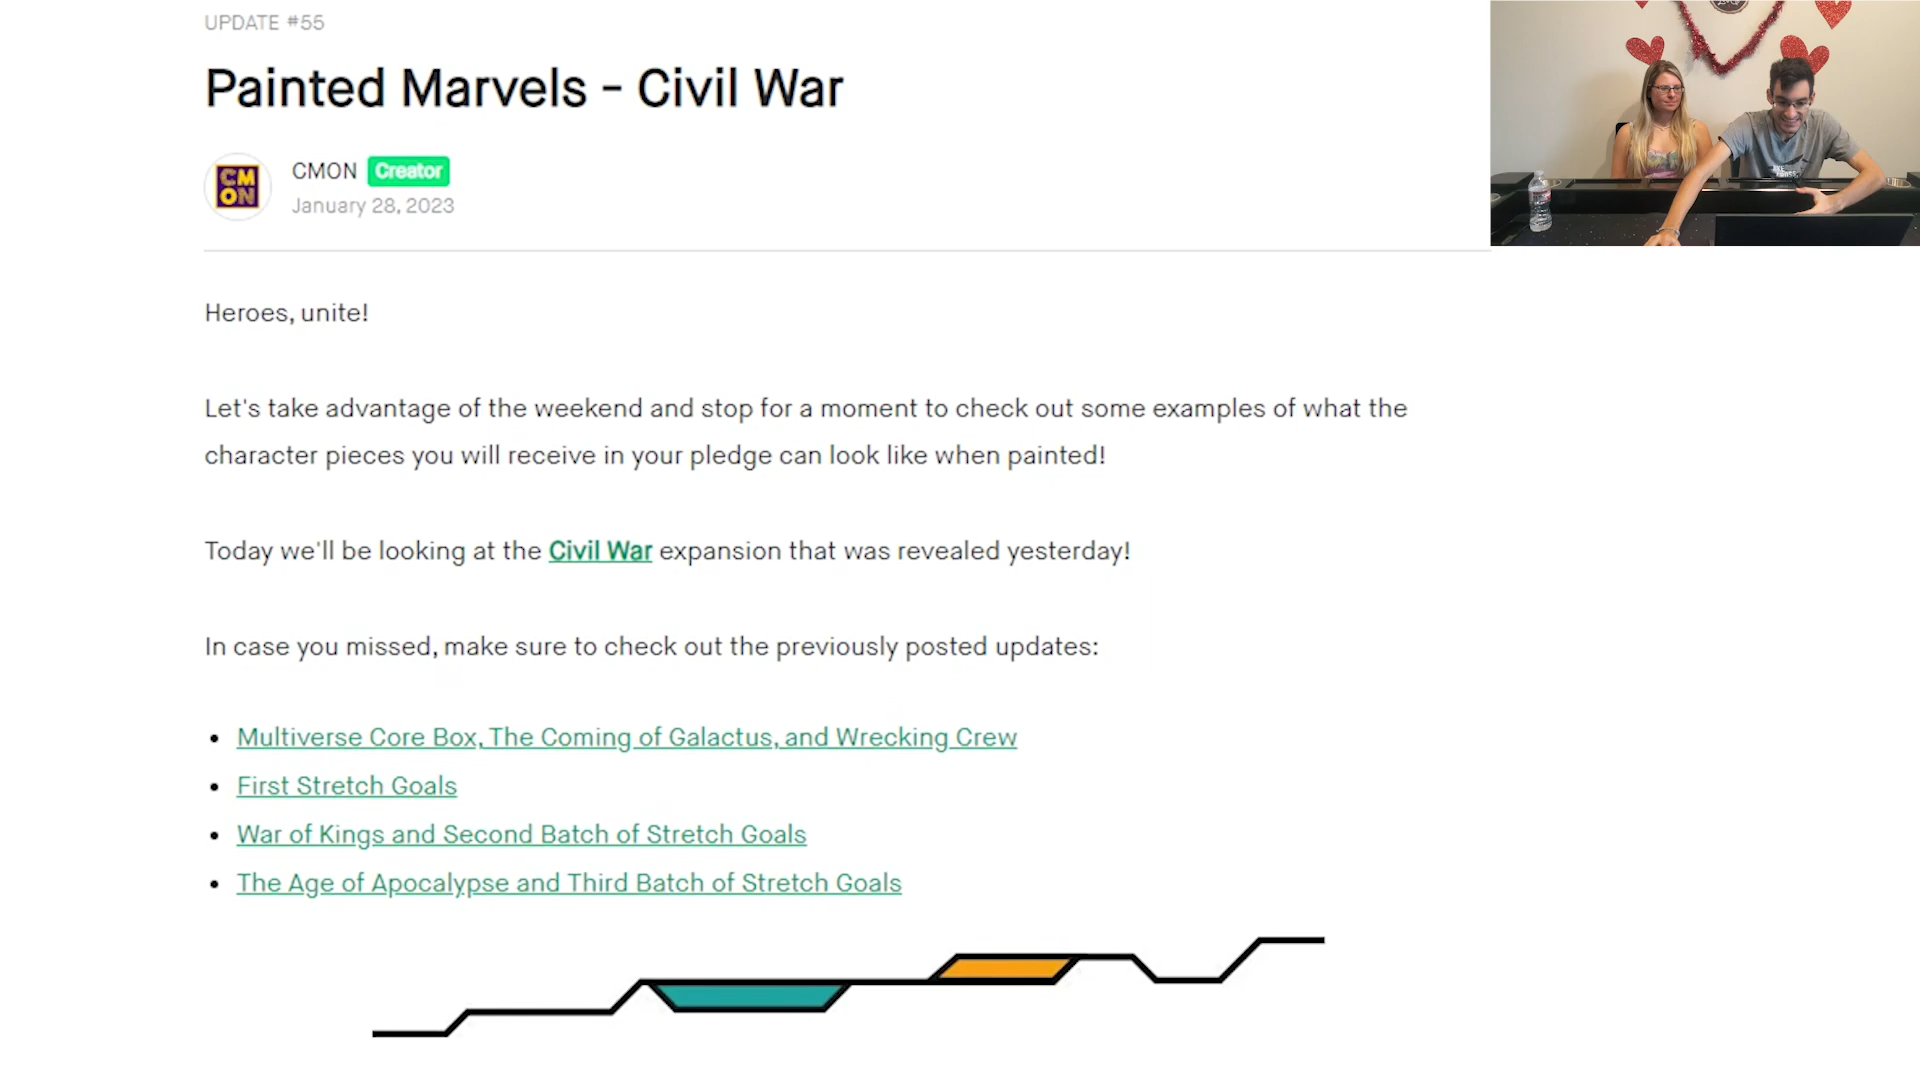 UPDATE #55
Painted Marvels - Civil War
CM
ON
CMON Creator
January 28, 2023
Heroes, unite!
Let's take advantage of the weekend and stop for a moment to check out some examples of what the
character pieces you will receive in your pledge can look like when painted!
Today we'll be looking at the Civil War expansion that was revealed yesterday!
In case you missed, make sure to check out the previously posted updates:
• Multiverse Core Box, The Coming of Galactus, and Wrecking Crew
• First Stretch Goals
• War of Kings and Second Batch of Stretch Goals
• The Age of Apocalypse and Third Batch of Stretch Goals